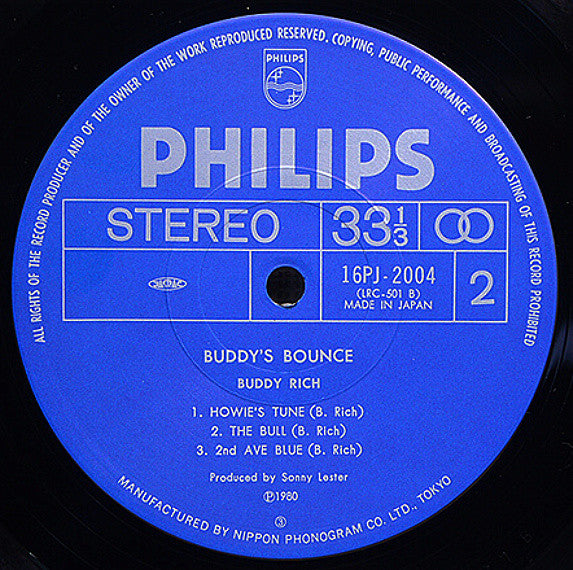 ALL RIGHTS OF THE RECORD PRODUCER AND OF THE OWNER OF THE WORK REPRODUCED RESERVED. COPYING, PUBLIC PERFORMANCE AND BROADCASTING OF THIS RECORD PROHIBITED
PHILIPS
PHILIPS
STEREO
33 1/3
16PJ-2004
(LRC-501 B)
MADE IN JAPAN
2
BUDDY'S BOUNCE
BUDDY RICH
1. HOWIE'S TUNE (B. Rich)
2. THE BULL (B. Rich)
3. 2nd AVE BLUE (B. Rich)
Produced by Sonny Lester
Ⓟ1980
③
MANUFACTURED BY NIPPON PHONOGRAM CO. LTD., TOKYO